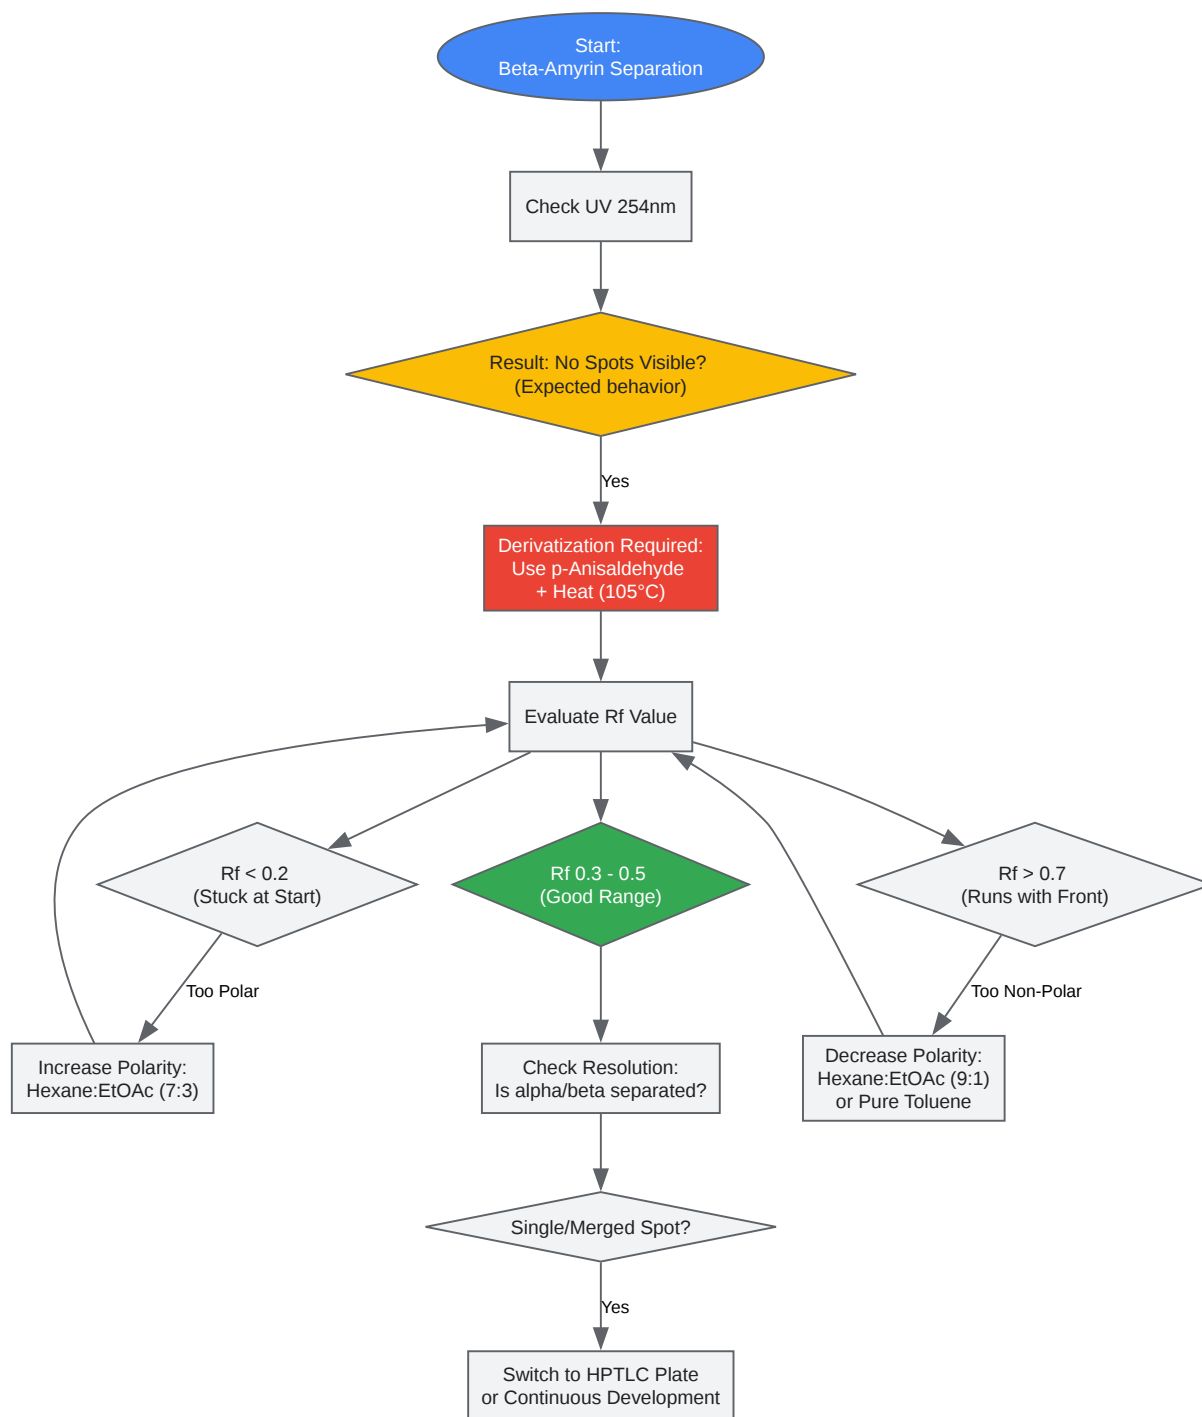 Start:
Beta-Amyrin Separation
Check UV 254nm
Result: No Spots Visible?
(Expected behavior)
Yes
Derivatization Required:
Use p-Anisaldehyde
+ Heat (105°C)
Evaluate Rf Value
Rf < 0.2
(Stuck at Start)
Rf 0.3 - 0.5
(Good Range)
Rf > 0.7
(Runs with Front)
Too Polar
Too Non-Polar
Increase Polarity:
Hexane:EtOAc (7:3)
Check Resolution:
Is alpha/beta separated?
Decrease Polarity:
Hexane:EtOAc (9:1)
or Pure Toluene
Single/Merged Spot?
Yes
Switch to HPTLC Plate
or Continuous Development